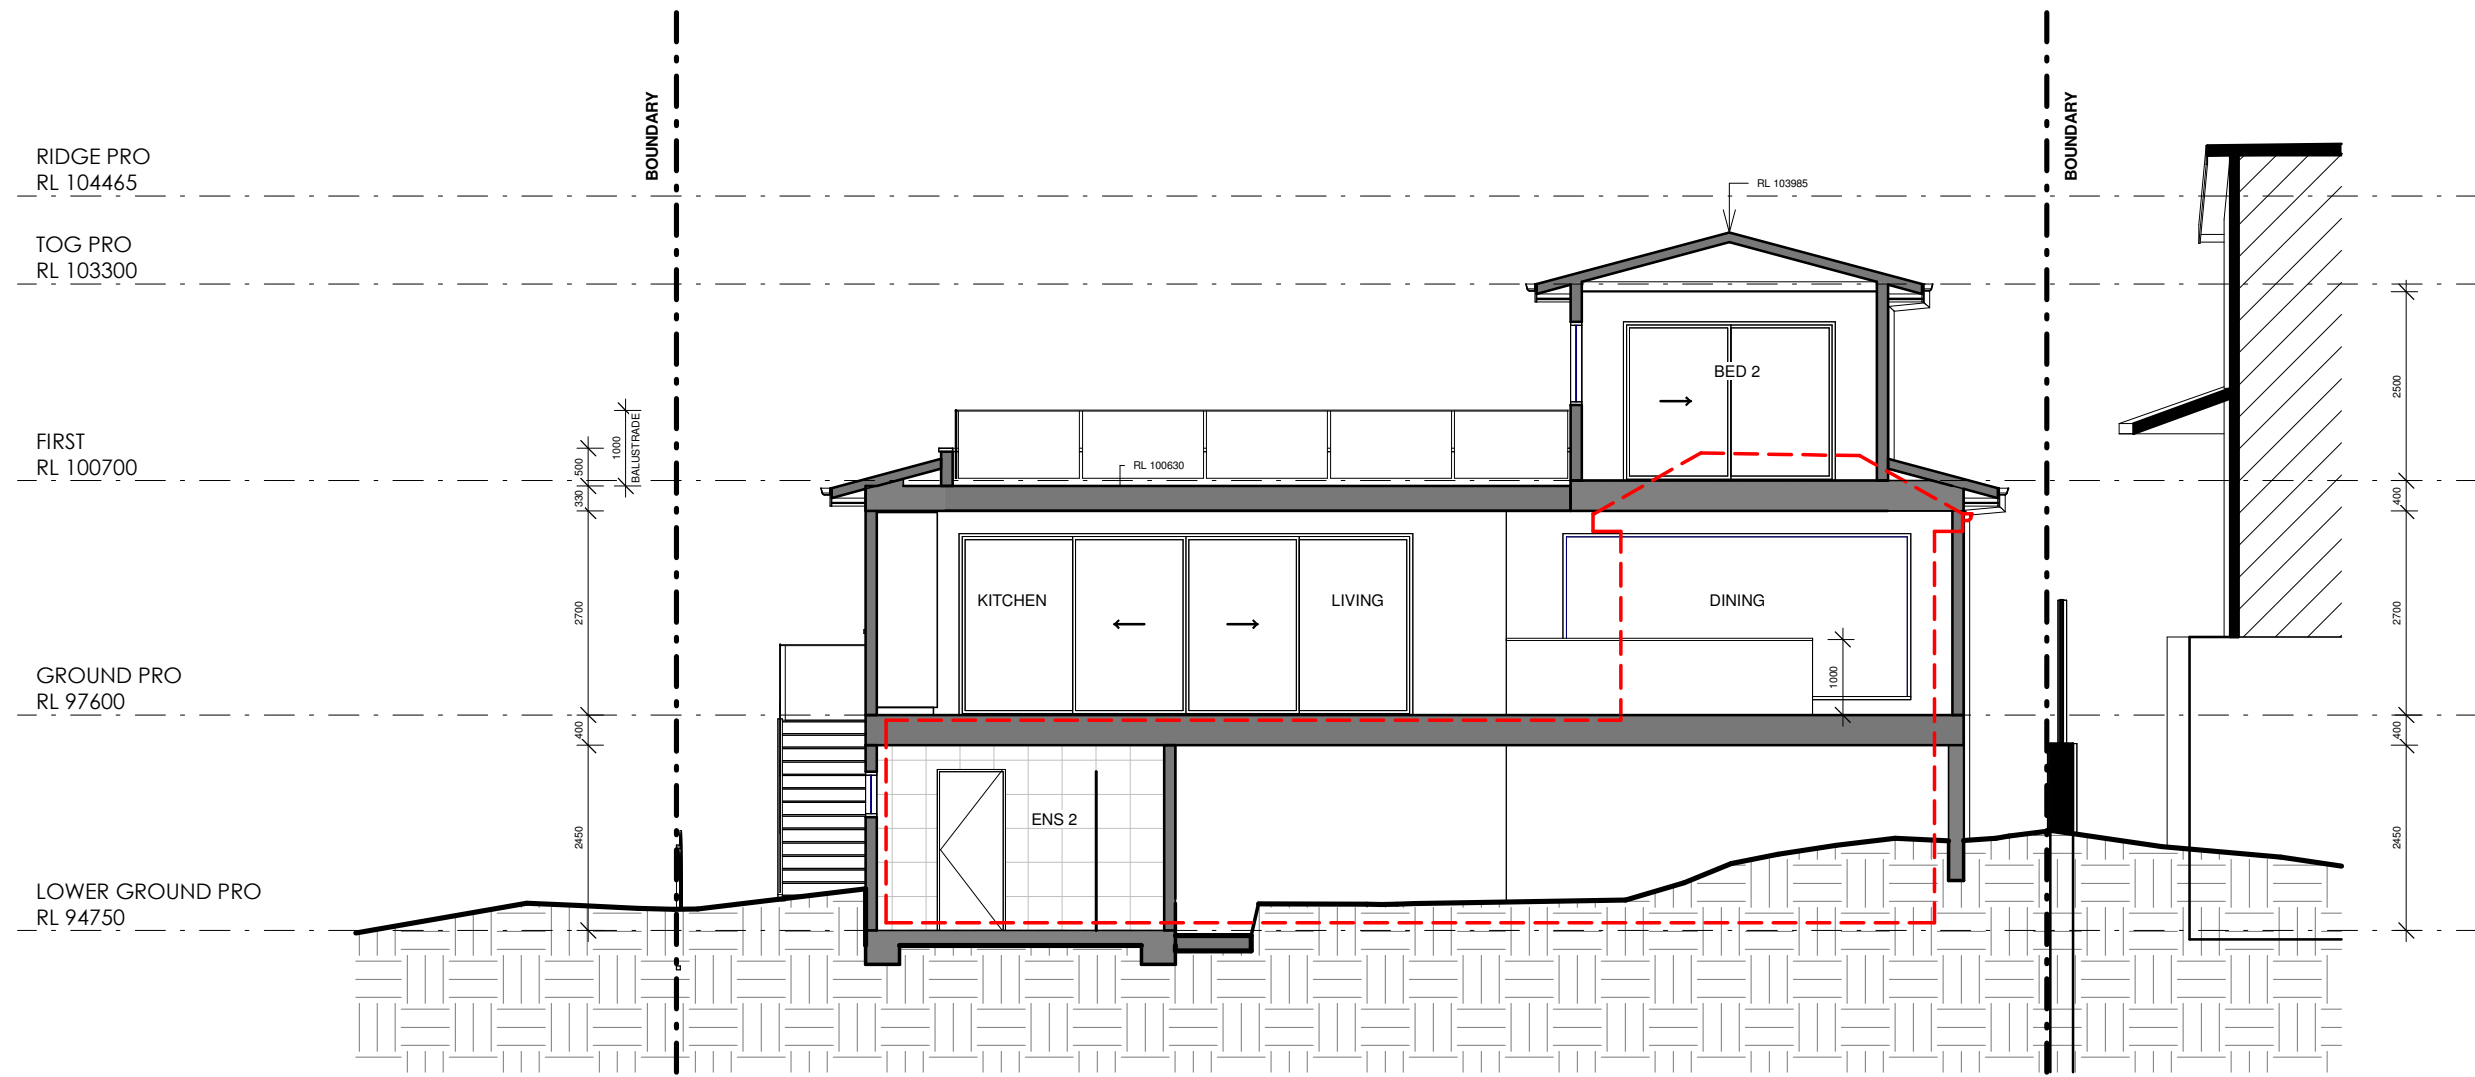 BOUNDARY
BOUNDARY
RIDGE PRO
RL 104465
RL 103985
TOG PRO
RL 103300
2500
BED 2
1000
BALUSTRADE
FIRST
RL 100700
500
RL 100630
330
400
2700
KITCHEN
LIVING
DINING
2700
GROUND PRO
RL 97600
1000
400
400
2450
ENS 2
2450
LOWER GROUND PRO
RL 94750